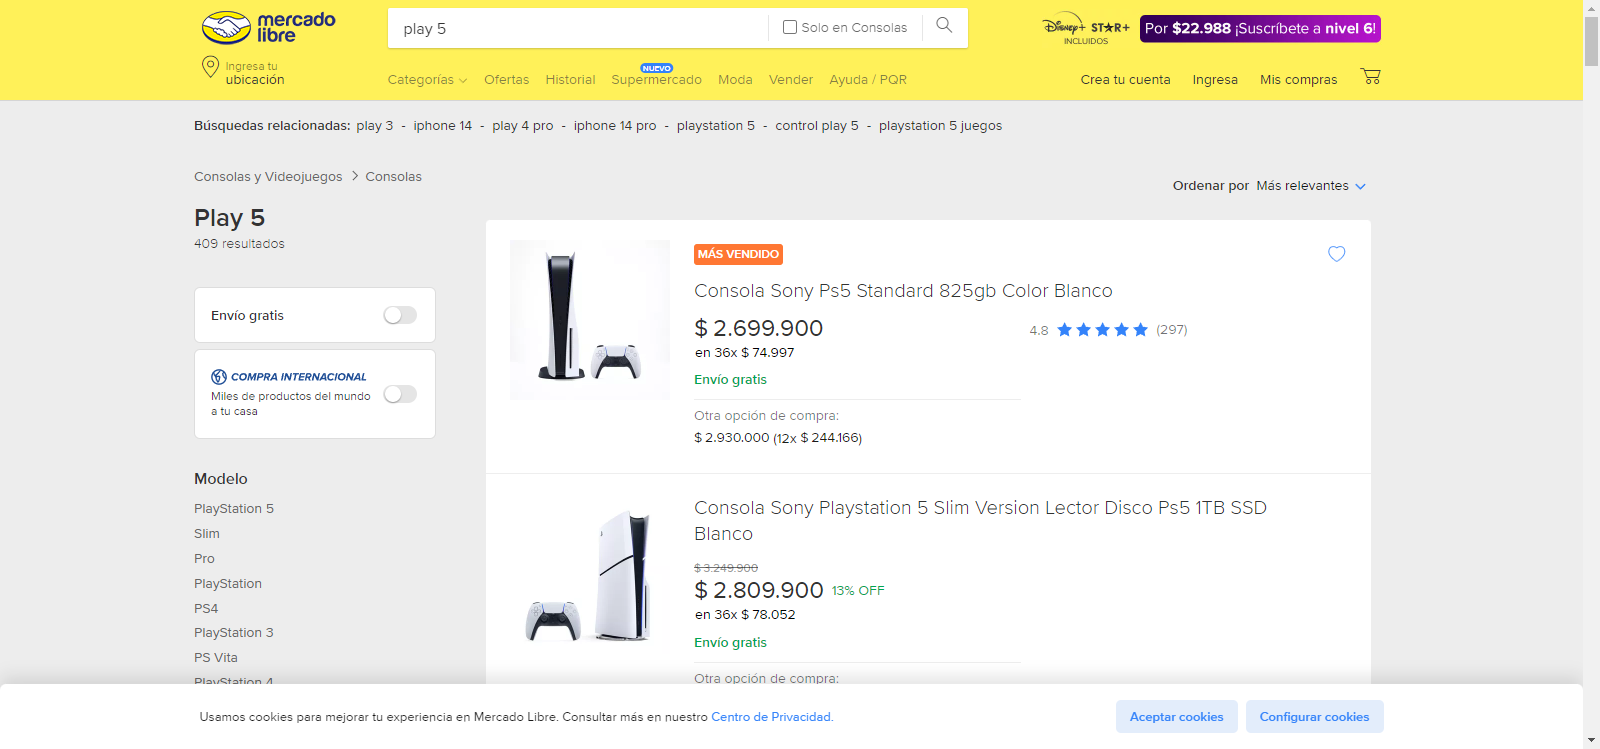 mercado
libre
play 5
Solo en Consolas
Disney+ STAR+
INCLUIDOS
Por $22.988 ¡Suscríbete a nivel 6!
Ingresa tu
ubicación
Categorías
Ofertas
Historial
NUEVO
Supermercado
Moda
Vender
Ayuda / PQR
Crea tu cuenta
Ingresa
Mis compras
Búsquedas relacionadas: play 3 - iphone 14 - play 4 pro - iphone 14 pro - playstation 5 - control play 5 - playstation 5 juegos
Consolas y Videojuegos > Consolas
Ordenar por Más relevantes
Play 5
409 resultados
Envío gratis
COMPRA INTERNACIONAL
Miles de productos del mundo
a tu casa
Modelo
PlayStation 5
Slim
Pro
PlayStation
PS4
PlayStation 3
PS Vita
PlayStation 4
MÁS VENDIDO
Consola Sony Ps5 Standard 825gb Color Blanco
$ 2.699.900
4.8 (297)
en 36x $ 74.997
Envío gratis
Otra opción de compra:
$ 2.930.000 (12x $ 244.166)
Consola Sony Playstation 5 Slim Version Lector Disco Ps5 1TB SSD
Blanco
$ 3.249.900
$ 2.809.900 13% OFF
en 36x $ 78.052
Envío gratis
Otra opción de compra:
Usamos cookies para mejorar tu experiencia en Mercado Libre. Consultar más en nuestro Centro de Privacidad.
Aceptar cookies
Configurar cookies